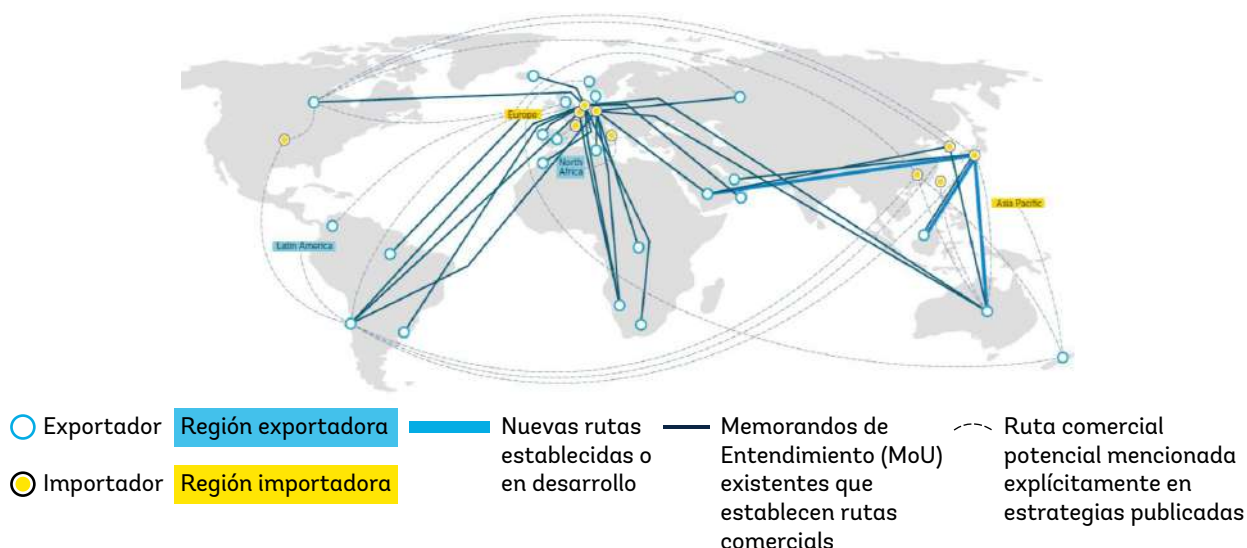 Europe
North
Africa
Asia Pacific
Latin America
Exportador
Región exportadora
Importador
Región importadora
Nuevas rutas
establecidas o
en desarrollo
Memorandos de
Entendimiento (MoU)
existentes que
establecen rutas
comercials
Ruta comercial
potencial mencionada
explícitamente en
estrategias publicadas